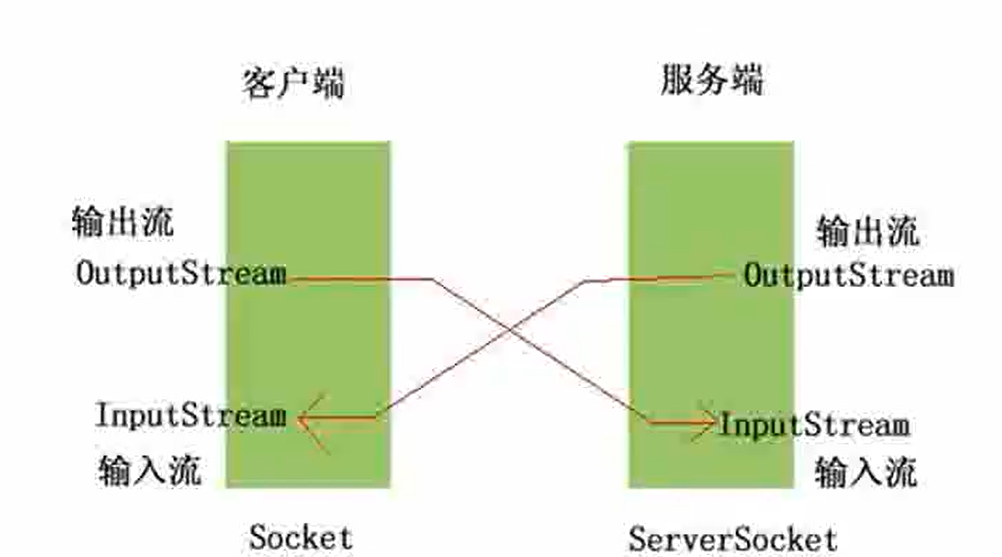 客户端
服务端
输出流
OutputStream
输出流
OutputStream
InputStream
输入流
InputStream
输入流
Socket
ServerSocket